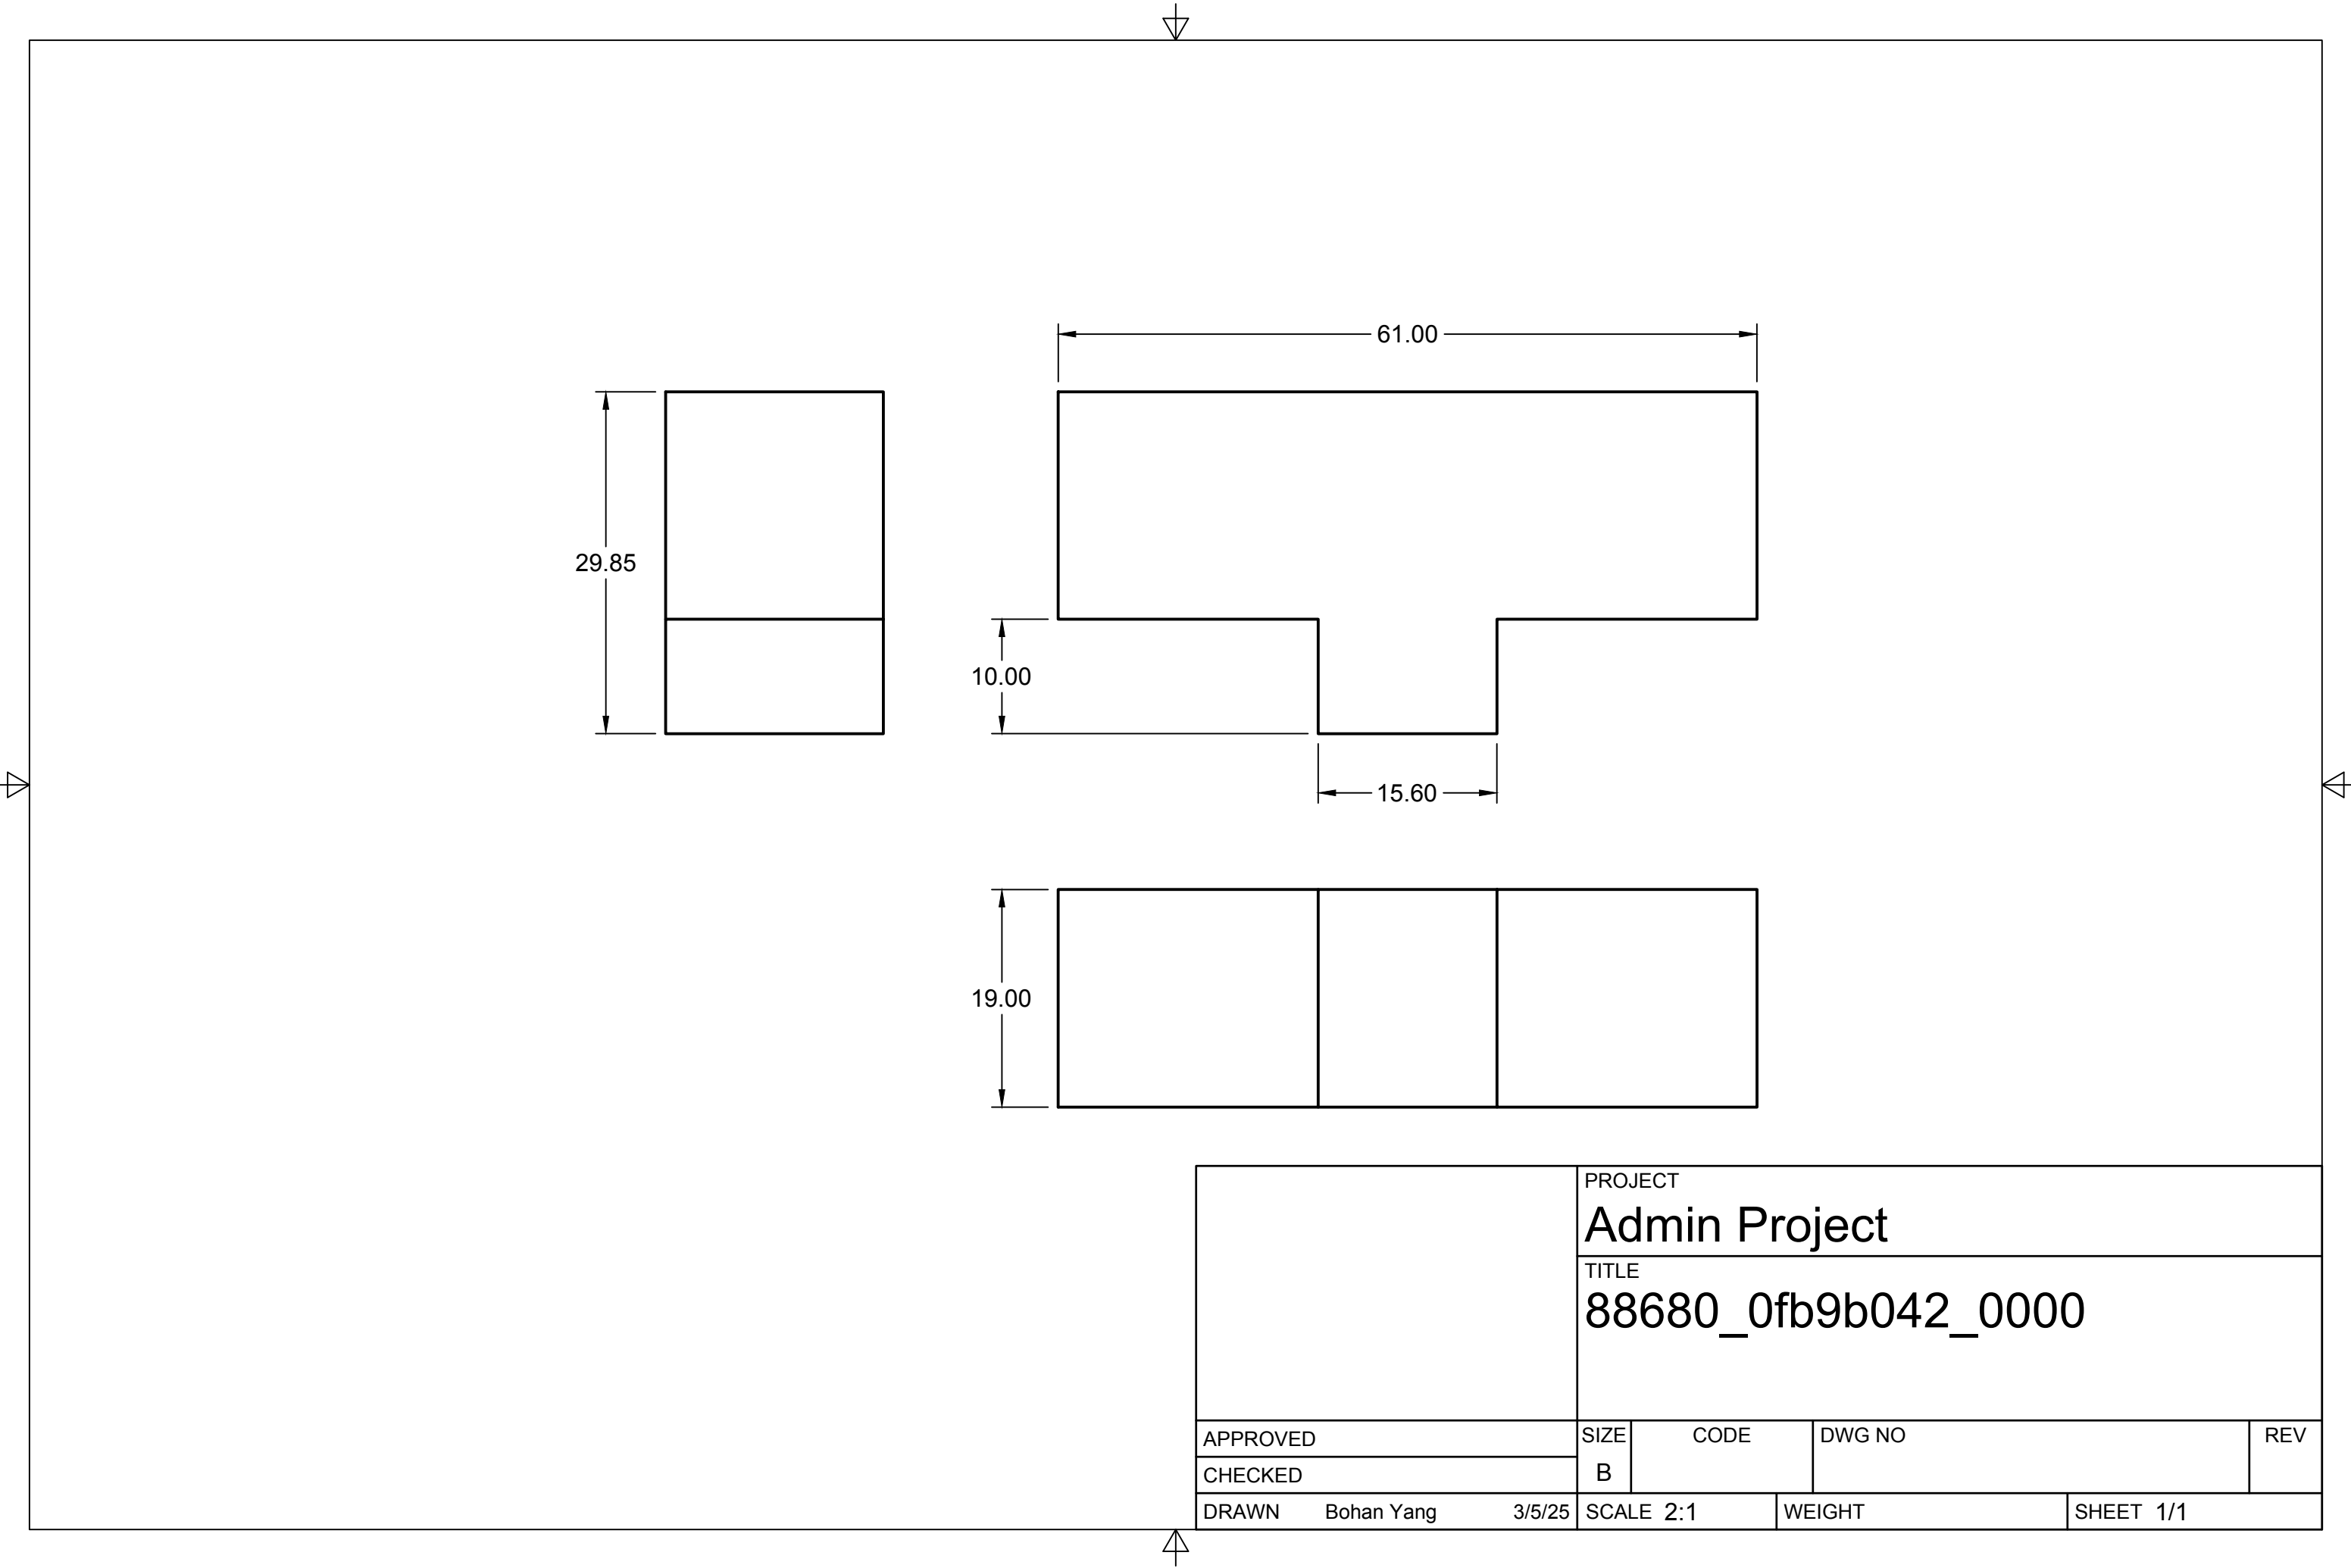 61.00
29.85
10.00
15.60
19.00
PROJECT
Admin Project
TITLE
88680_0fb9b042_0000
APPROVED
CHECKED
DRAWN Bohan Yang 3/5/25
SIZE CODE DWG NO REV
B
SCALE 2:1 WEIGHT SHEET 1/1